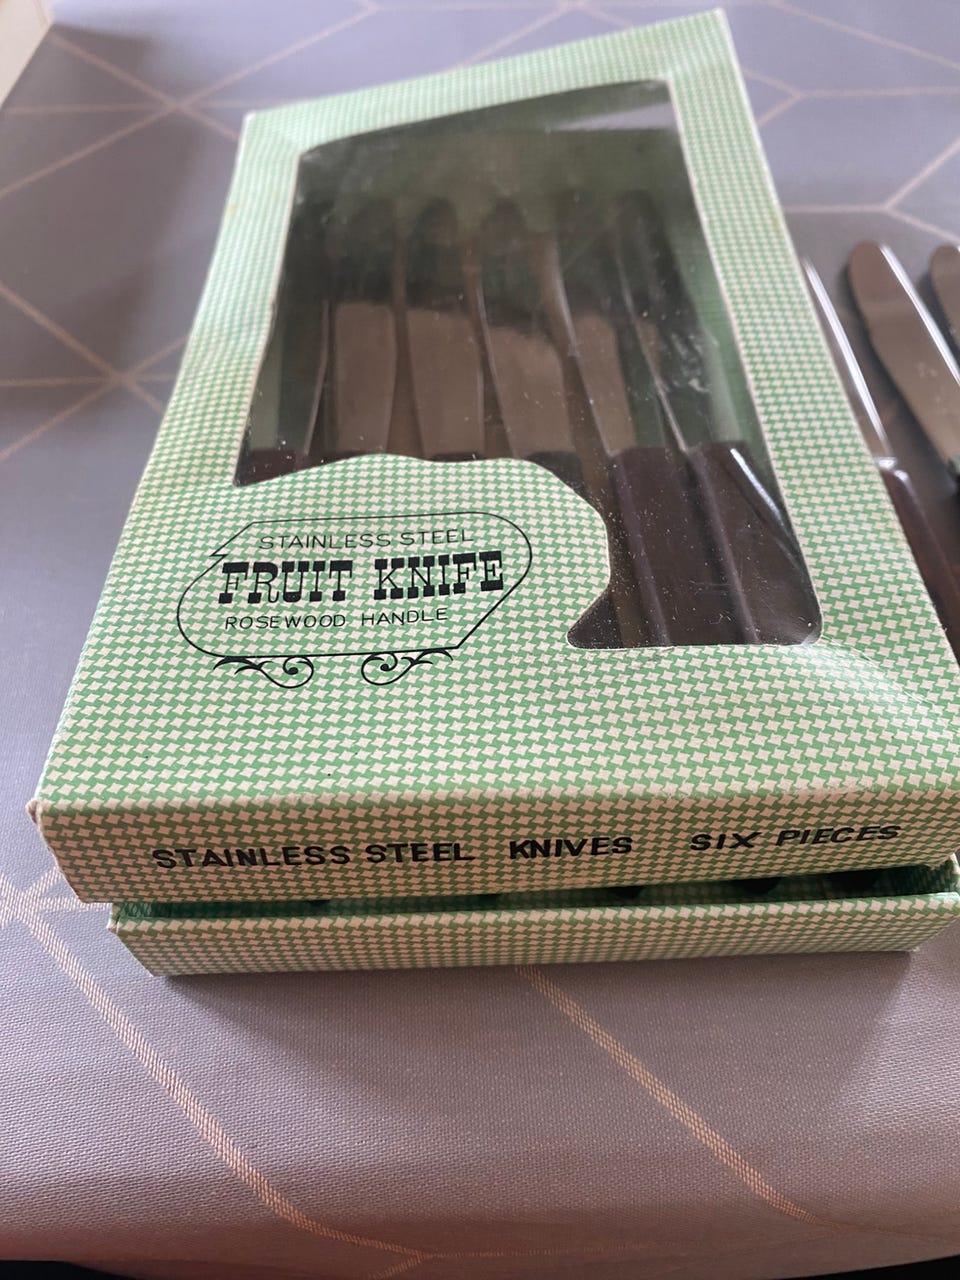 STAINLESS STEEL
FRUIT KNIFE
ROSEWOOD HANDLE
STAINLESS STEEL KNIVES SIX PIECES